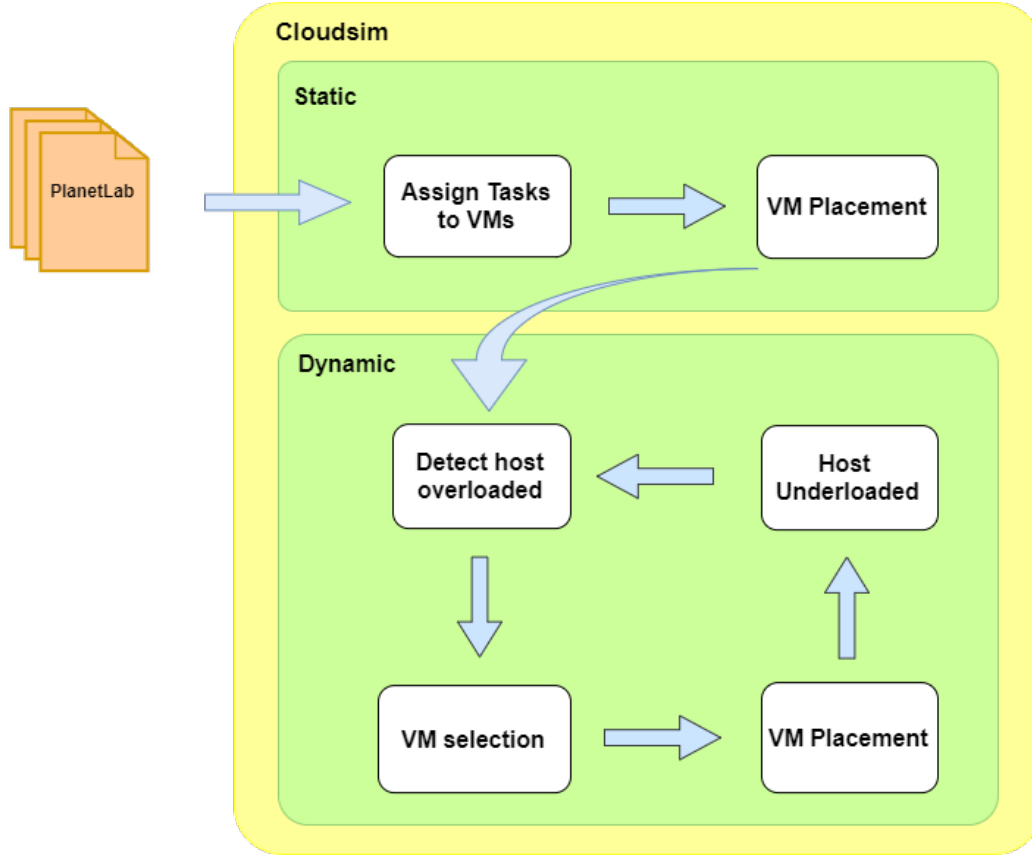 Cloudsim
Static
PlanetLab
Assign Tasks
to VMs
VM Placement
Dynamic
Detect host
overloaded
Host
Underloaded
VM selection
VM Placement